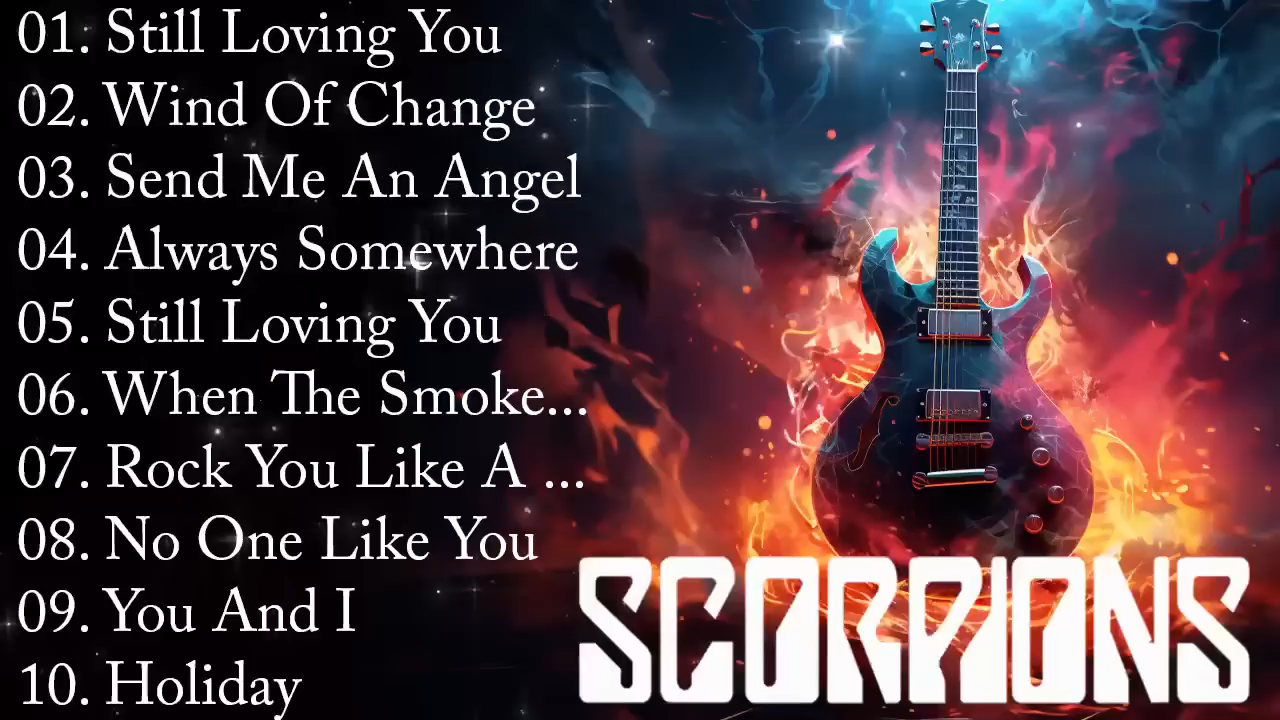 01. Still Loving You
02. Wind Of Change
03. Send Me An Angel
04. Always Somewhere
05. Still Loving You
06. When The Smoke...
07. Rock You Like A ...
08. No One Like You
09. You And I
10. Holiday
SCORPIONS